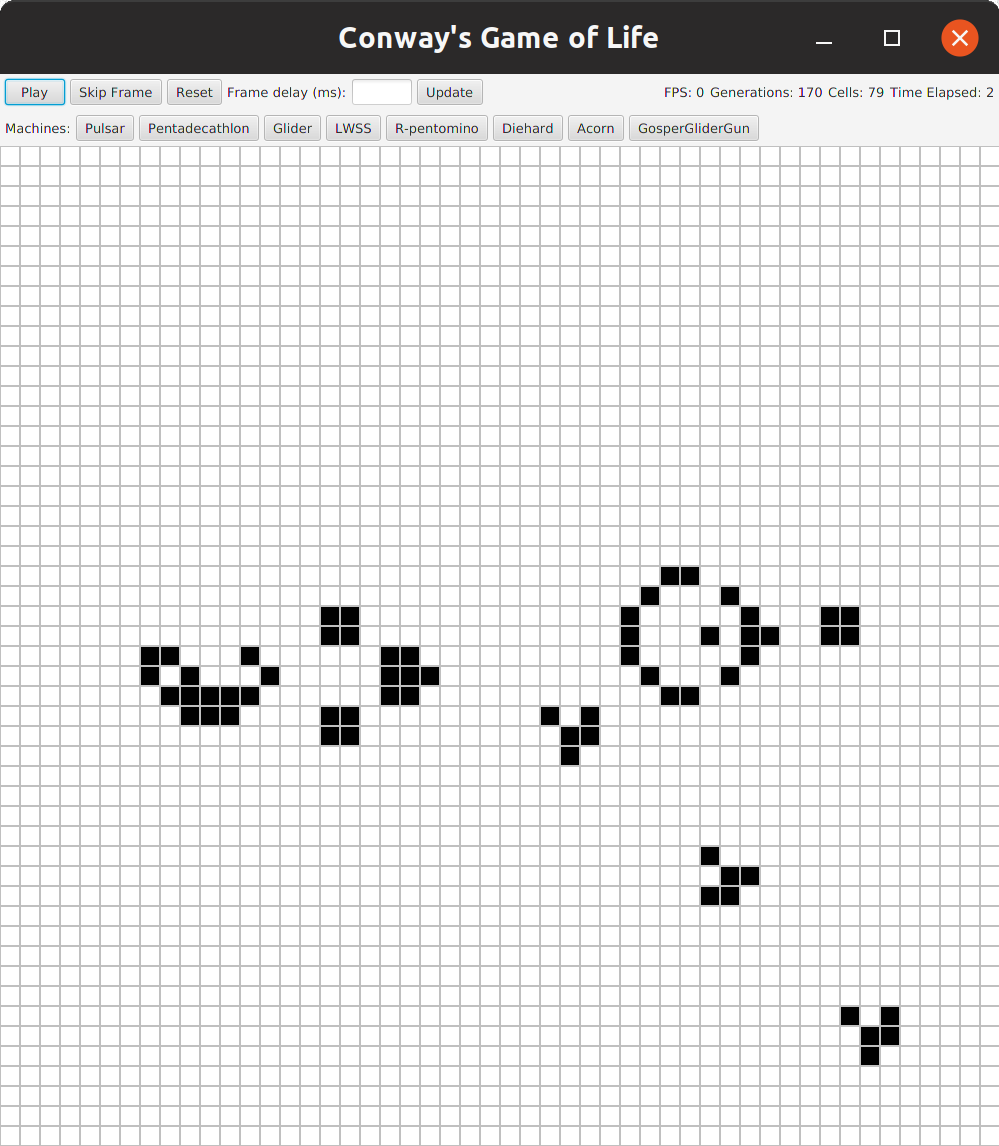 Conway's Game of Life
Play Skip Frame Reset Frame delay (ms): Update FPS: 0 Generations: 170 Cells: 79 Time Elapsed: 2
Machines: Pulsar Pentadecathlon Glider LWSS R-pentomino Diehard Acorn GosperGliderGun